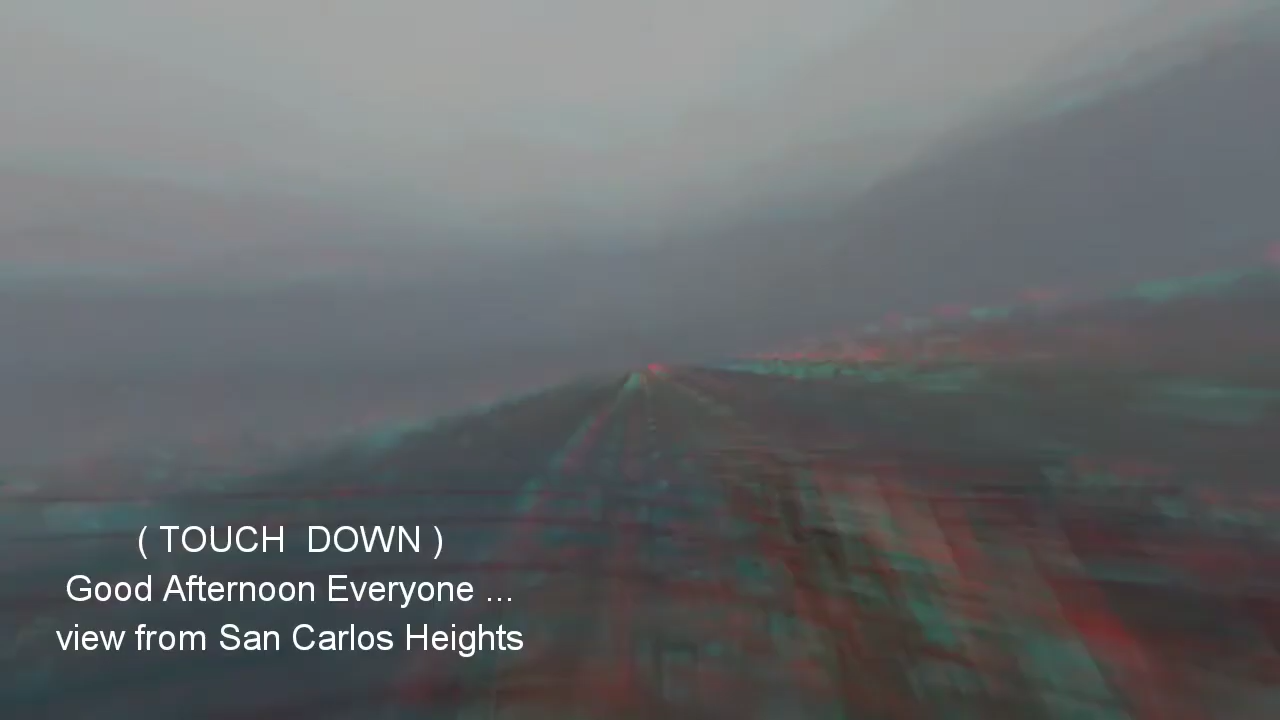 ( TOUCH  DOWN )
Good Afternoon Everyone ...
view from San Carlos Heights